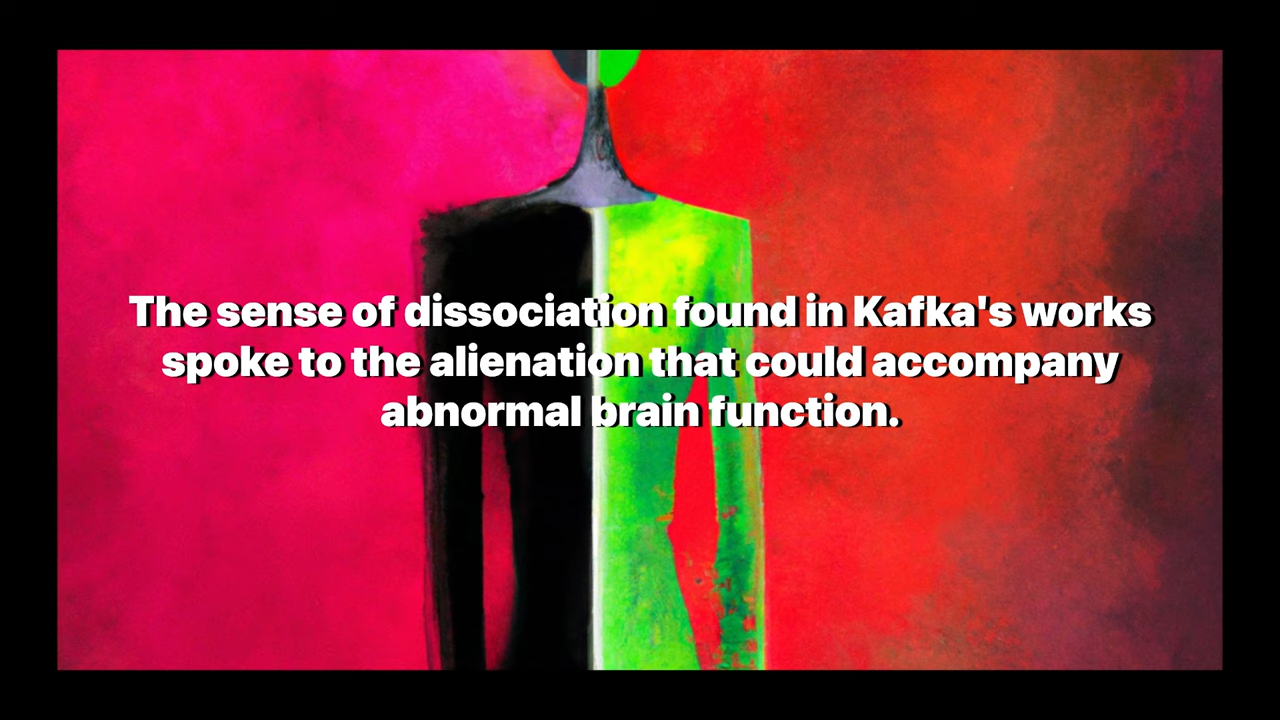 The sense of dissociation found in Kafka's works
spoke to the alienation that could accompany
abnormal brain function.